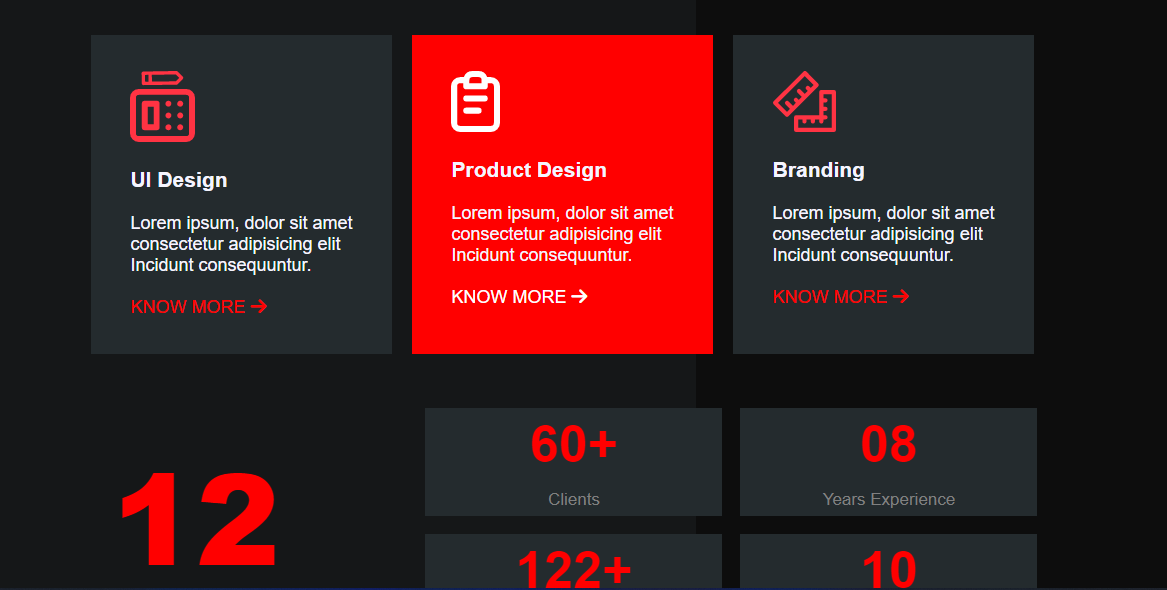 UI Design
Lorem ipsum, dolor sit amet
consectetur adipisicing elit
Incidunt consequuntur.
KNOW MORE
Product Design
Lorem ipsum, dolor sit amet
consectetur adipisicing elit
Incidunt consequuntur.
KNOW MORE
Branding
Lorem ipsum, dolor sit amet
consectetur adipisicing elit
Incidunt consequuntur.
KNOW MORE
12
60+
Clients
08
Years Experience
122+
10